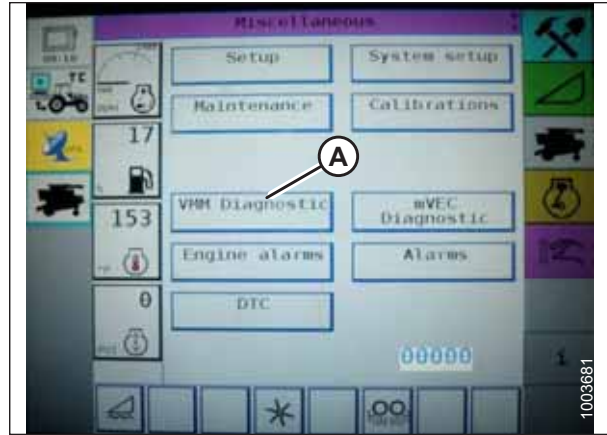 Miscellaneous
Setup
System setup
Maintenance
Calibrations
17
A
VMM Diagnostic
mVEC
Diagnostic
153
Engine alarms
Alarms
0
DTC
00000
i
1003681